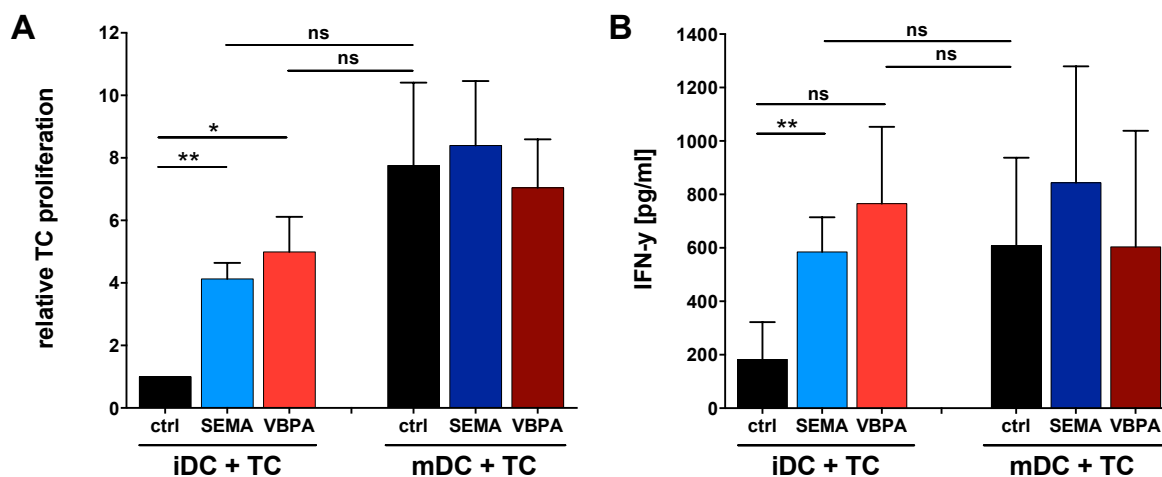 A
relative TC proliferation
12
10
8
6
4
2
0
ns
ns
*
**
ctrl SEMA VBPA ctrl SEMA VBPA
iDC + TC mDC + TC
B
IFN-y [pg/ml]
1400
1200
1000
800
600
400
200
0
ns
ns
ns
**
ctrl SEMA VBPA ctrl SEMA VBPA
iDC + TC mDC + TC